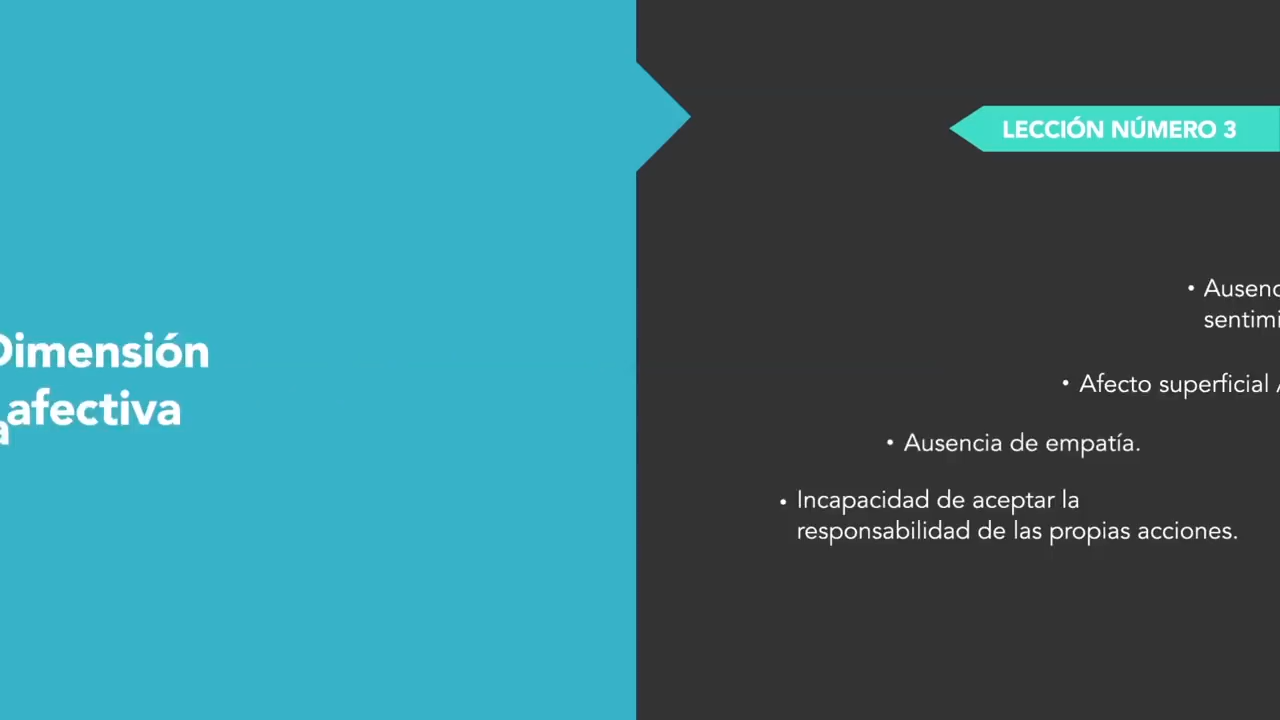 LECCIÓN NÚMERO 3
Dimensión
afectiva
• Ausenc
sentimi
• Afecto superficial
• Ausencia de empatía.
• Incapacidad de aceptar la
responsabilidad de las propias acciones.